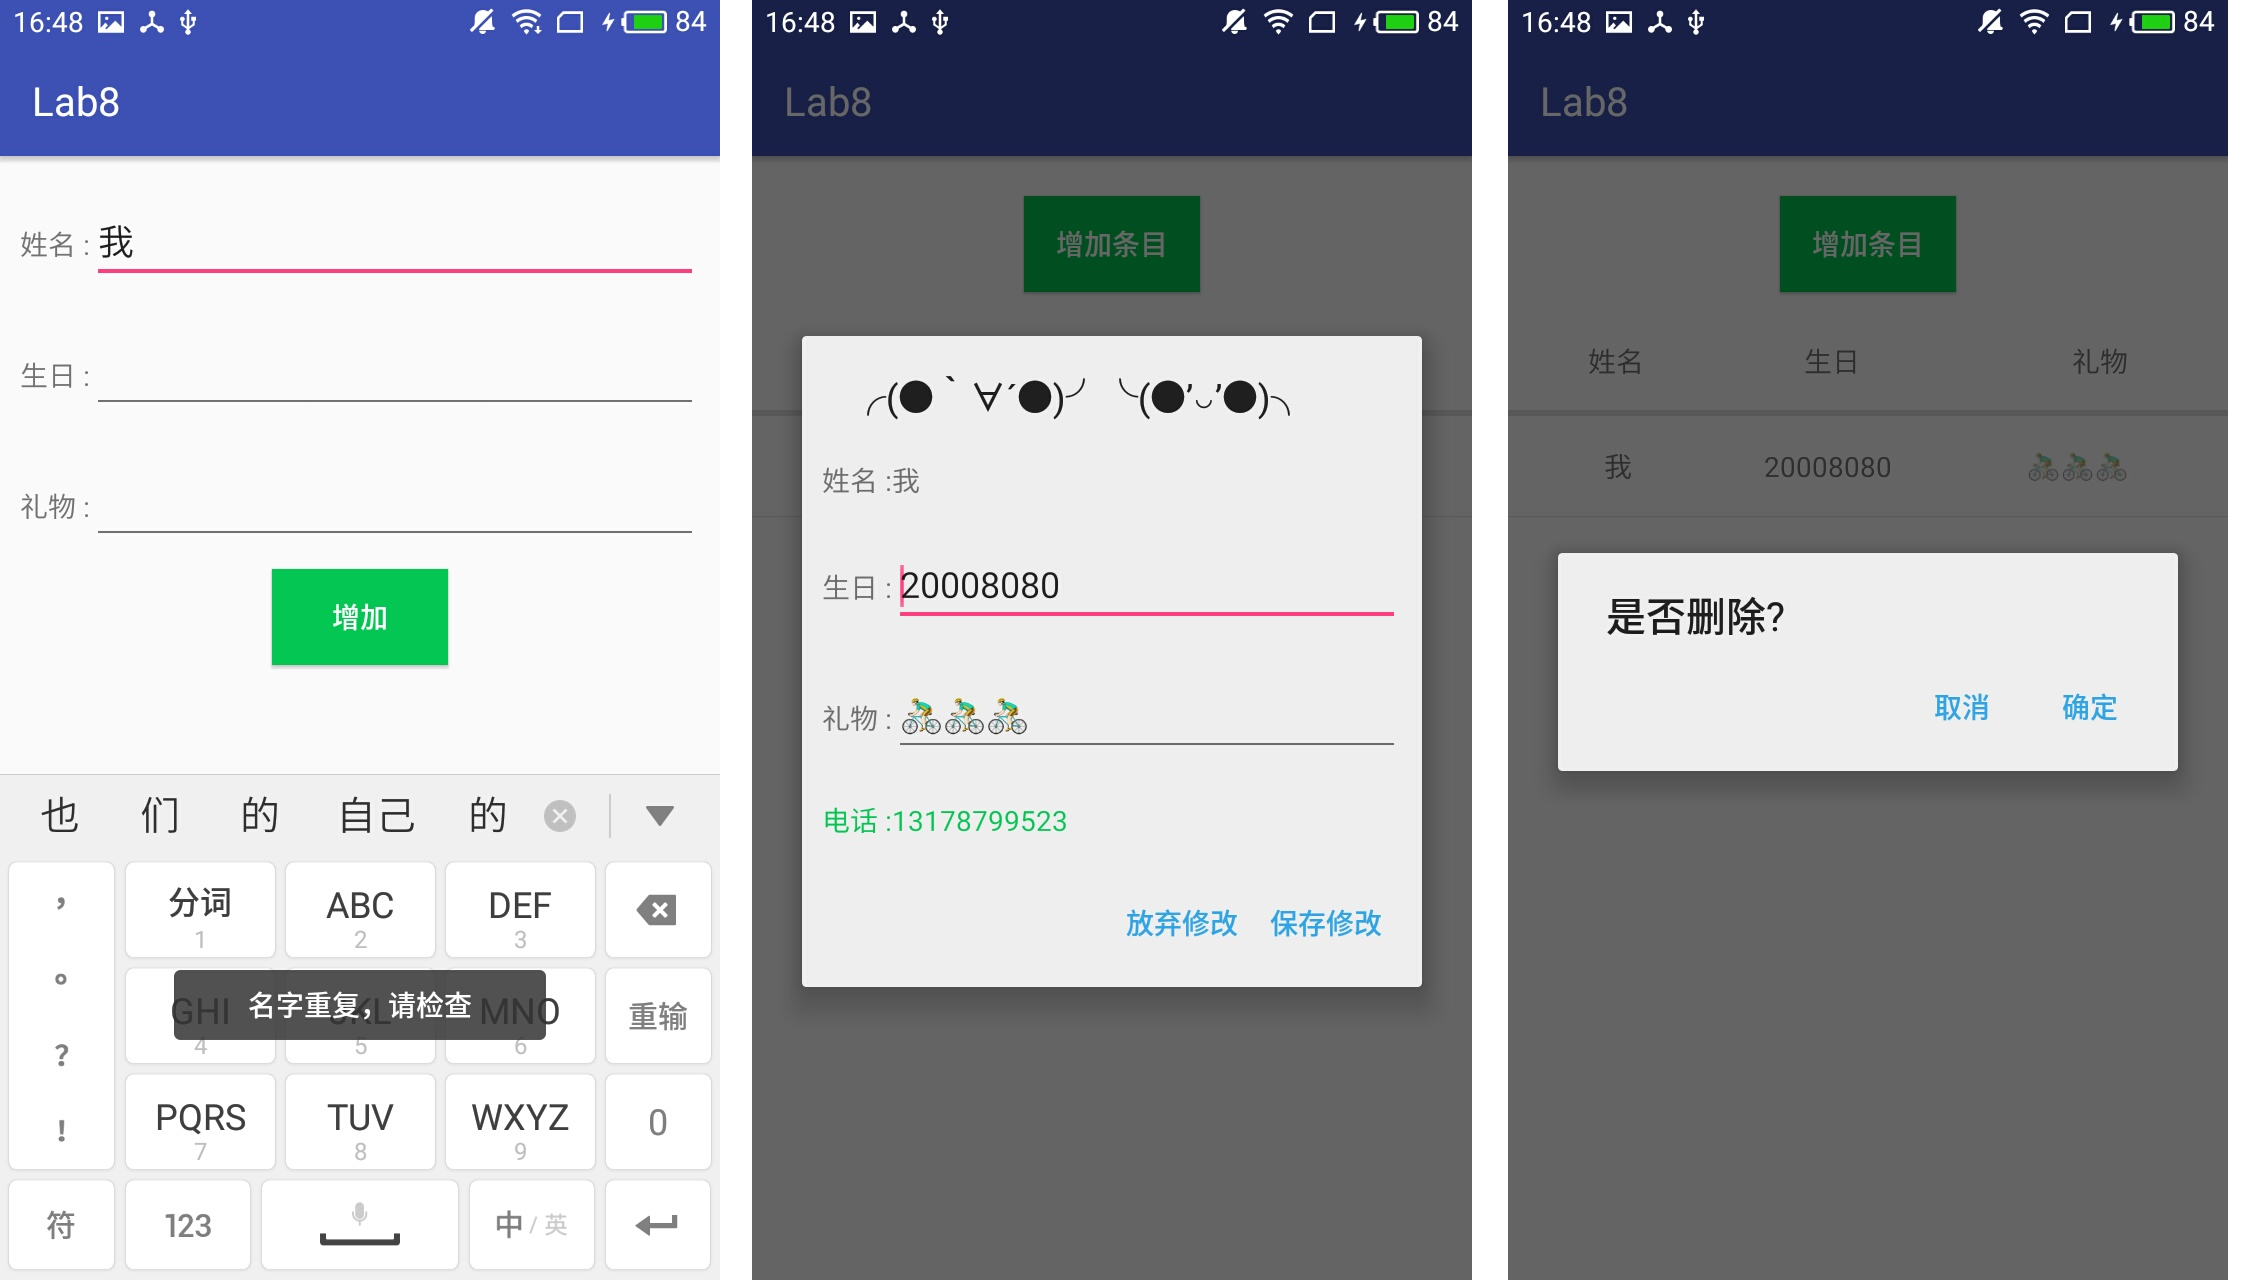 16:48
84
Lab8
姓名 : 我
生日 :
礼物 :
增加
也 们 的 自己 的
， 分词 ABC DEF
1 2 3
。 GHI JKL MNO 重输
名字重复，请检查
4 5 6
?
! PQRS TUV WXYZ 0
7 8 9
符 123 中 / 英
16:48
84
Lab8
增加条目
╭(●｀∀´●)╯ ╰(●’◡’●)╮
姓名 :我
生日 : 20008080
礼物 : 🚴🚴🚴
电话 :13178799523
放弃修改 保存修改
16:48
84
Lab8
增加条目
姓名 生日 礼物
我 20008080 🚴🚴🚴
是否删除?
取消 确定